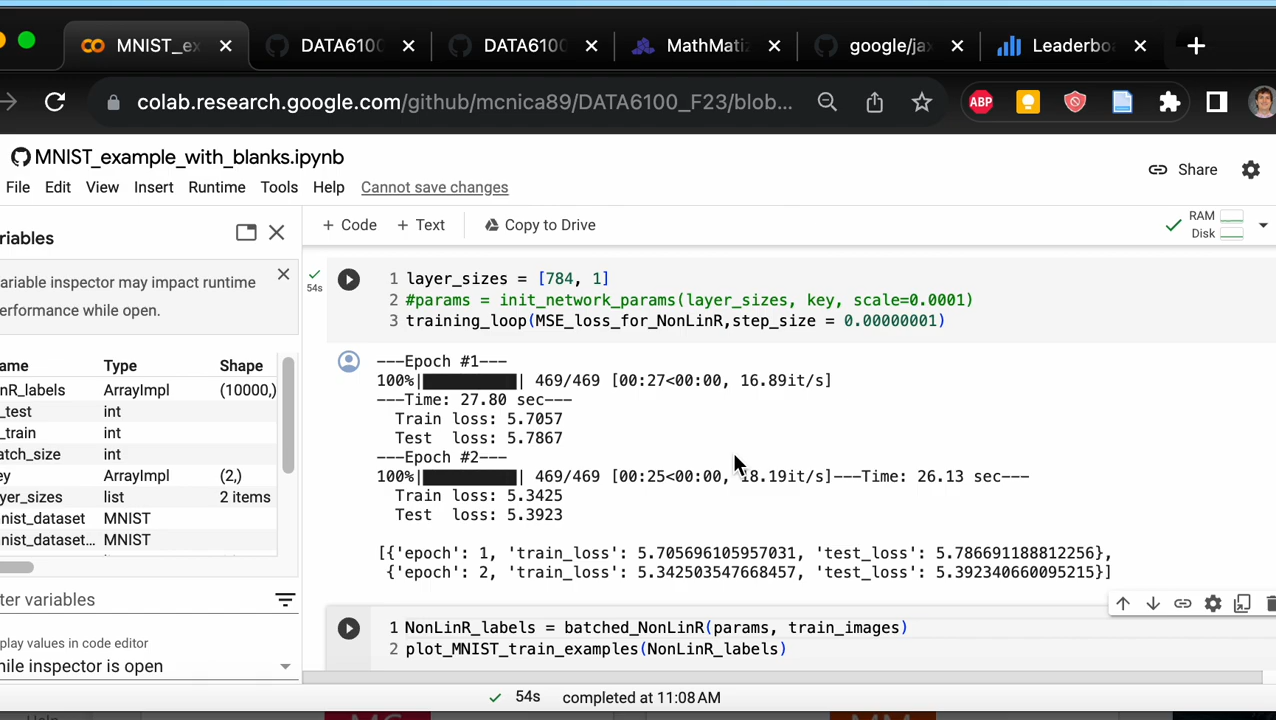 MNIST_ex
DATA6100
DATA6100
MathMati
google/jax
Leaderbo
colab.research.google.com/github/mcnica89/DATA6100_F23/blob...
ABP
MNIST_example_with_blanks.ipynb
Share
File Edit View Insert Runtime Tools Help Cannot save changes
riables
+ Code + Text Copy to Drive
RAM
Disk
ariable inspector may impact runtime
erformance while open.
ame Type Shape
nR_labels ArrayImpl (10000,)
_test int
_train int
atch_size int
ey ArrayImpl (2,)
yer_sizes list 2 items
nist_dataset MNIST
nist_dataset... MNIST
ter variables
play values in code editor
hile inspector is open
54s
1 layer_sizes = [784, 1]
2 #params = init_network_params(layer_sizes, key, scale=0.0001)
3 training_loop(MSE_loss_for_NonLinR,step_size = 0.00000001)
---Epoch #1---
100%|██████████| 469/469 [00:27<00:00, 16.89it/s]
---Time: 27.80 sec---
Train loss: 5.7057
Test loss: 5.7867
---Epoch #2---
100%|██████████| 469/469 [00:25<00:00, 18.19it/s]---Time: 26.13 sec---
Train loss: 5.3425
Test loss: 5.3923
[{'epoch': 1, 'train_loss': 5.705696105957031, 'test_loss': 5.786691188812256},
{'epoch': 2, 'train_loss': 5.342503547668457, 'test_loss': 5.392340660095215}]
1 NonLinR_labels = batched_NonLinR(params, train_images)
2 plot_MNIST_train_examples(NonLinR_labels)
54s completed at 11:08 AM